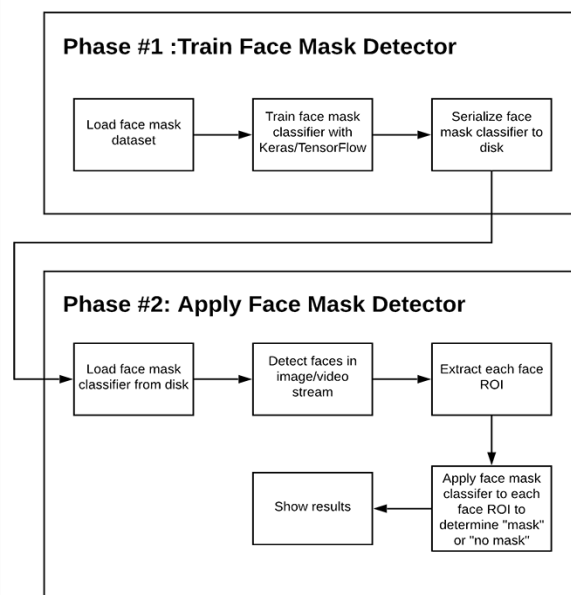 Phase #1 :Train Face Mask Detector
Load face mask
dataset
Train face mask
classifier with
Keras/TensorFlow
Serialize face
mask classifier to
disk
Phase #2: Apply Face Mask Detector
Load face mask
classifier from disk
Detect faces in
image/video
stream
Extract each face
ROI
Apply face mask
classifer to each
face ROI to
determine "mask"
or "no mask"
Show results